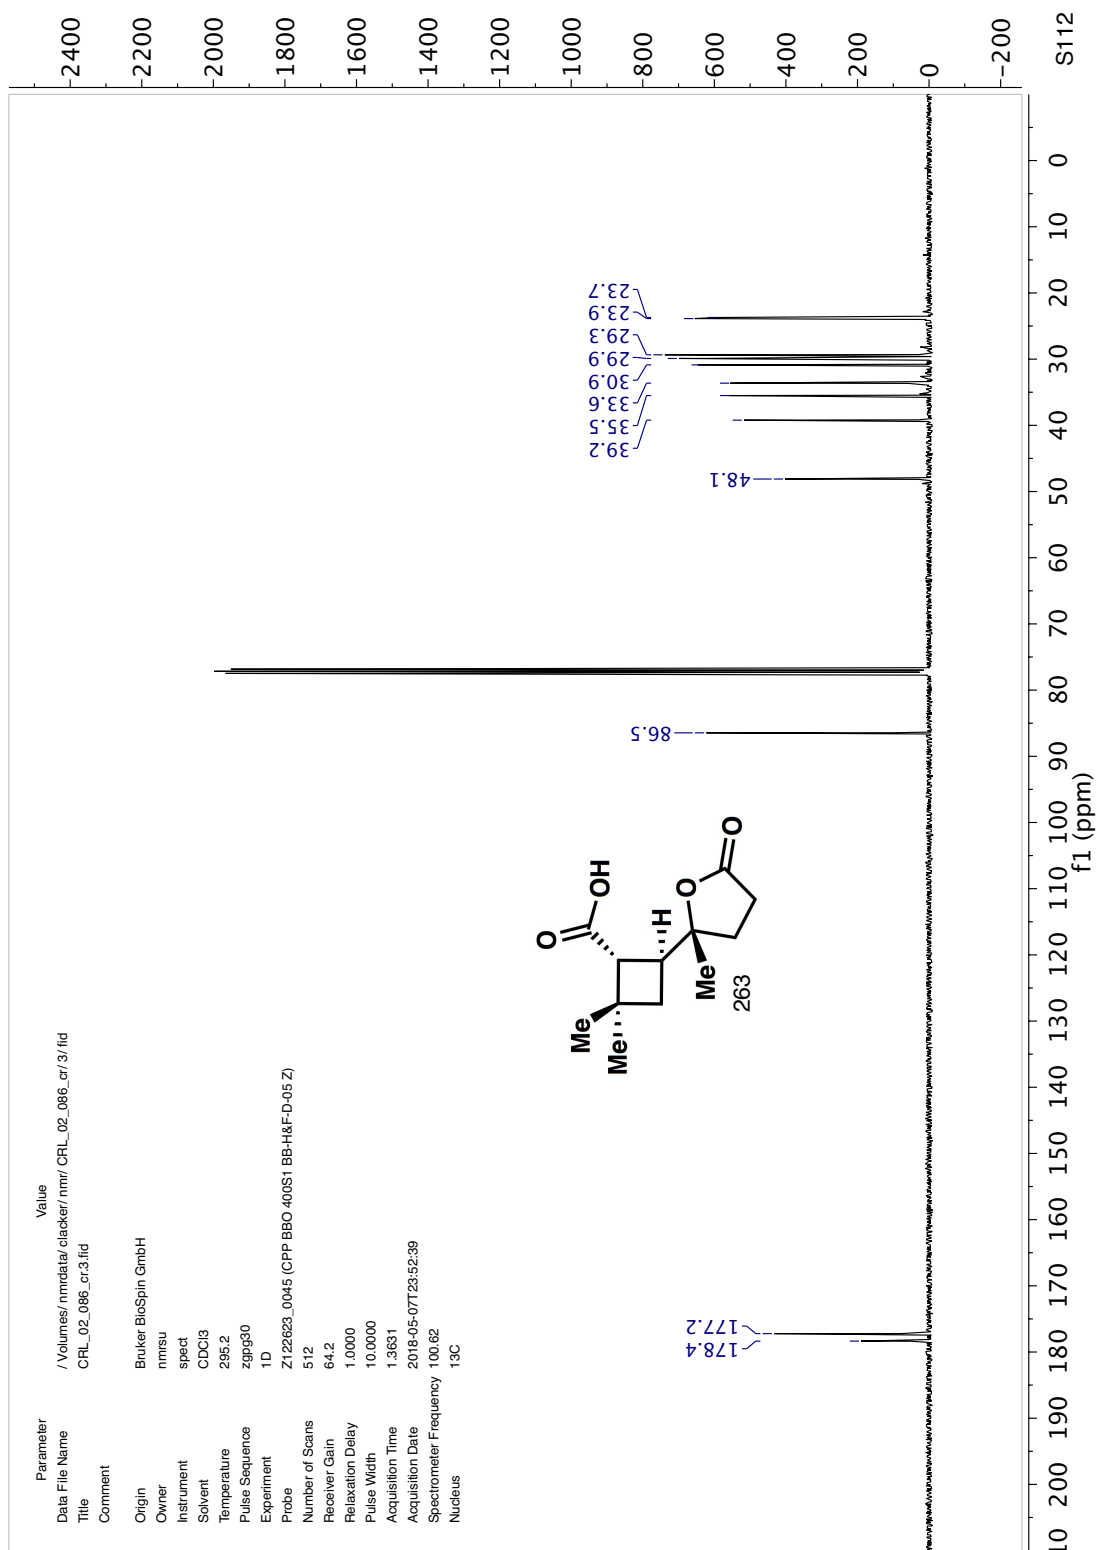 Parameter Value
Data File Name / Volumes/ nmrdata/ clacker/ nmr/ CRL_02_086_cr/ 3/ fid
Title CRL_02_086_cr.3.fid
Comment
Origin Bruker BioSpin GmbH
Owner nmrsu
Instrument spect
Solvent CDCl3
Temperature 295.2
Pulse Sequence zgpg30
Experiment 1D
Probe Z122623_0045 (CPP BBO 400S1 BB-H&F-D-05 Z)
Number of Scans 512
Receiver Gain 64.2
Relaxation Delay 1.0000
Pulse Width 10.0000
Acquisition Time 1.3631
Acquisition Date 2018-05-07T23:52:39
Spectrometer Frequency 100.62
Nucleus 13C
178.4
177.2
86.5
48.1
39.2
35.5
33.6
30.9
29.9
29.3
23.9
23.7
O
OH
Me
Me
H
O
O
Me
263
2400
2200
2000
1800
1600
1400
1200
1000
800
600
400
200
0
-200
10 200 190 180 170 160 150 140 130 120 110 100 90 80 70 60 50 40 30 20 10 0
f1 (ppm)
S112